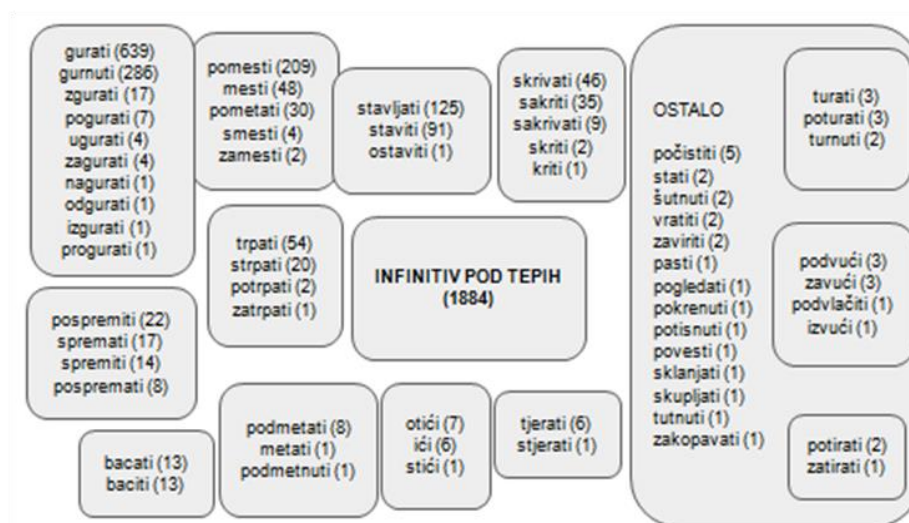 gurati (639)
gurnuti (286)
zgurati (17)
pogurati (7)
ugurati (4)
zagurati (4)
nagurati (1)
odgurati (1)
izgurati (1)
progurati (1)
pomesti (209)
mesti (48)
pometati (30)
smesti (4)
zamesti (2)
stavljati (125)
staviti (91)
ostaviti (1)
skrivati (46)
sakriti (35)
sakrivati (9)
skriti (2)
kriti (1)
trpati (54)
strpati (20)
potrpati (2)
zatrpati (1)
INFINITIV POD TEPIH
(1884)
pospremiti (22)
spremati (17)
spremiti (14)
pospremati (8)
bacati (13)
baciti (13)
podmetati (8)
metati (1)
podmetnuti (1)
otići (7)
ići (6)
stići (1)
tjerati (6)
stjerati (1)
OSTALO
počistiti (5)
stati (2)
šutnuti (2)
vratiti (2)
zaviriti (2)
pasti (1)
pogledati (1)
pokrenuti (1)
potisnuti (1)
povesti (1)
sklanjati (1)
skupljati (1)
tutnuti (1)
zakopavati (1)
turati (3)
poturati (3)
turnuti (2)
podvući (3)
zavući (3)
podvlačiti (1)
izvući (1)
potirati (2)
zatirati (1)